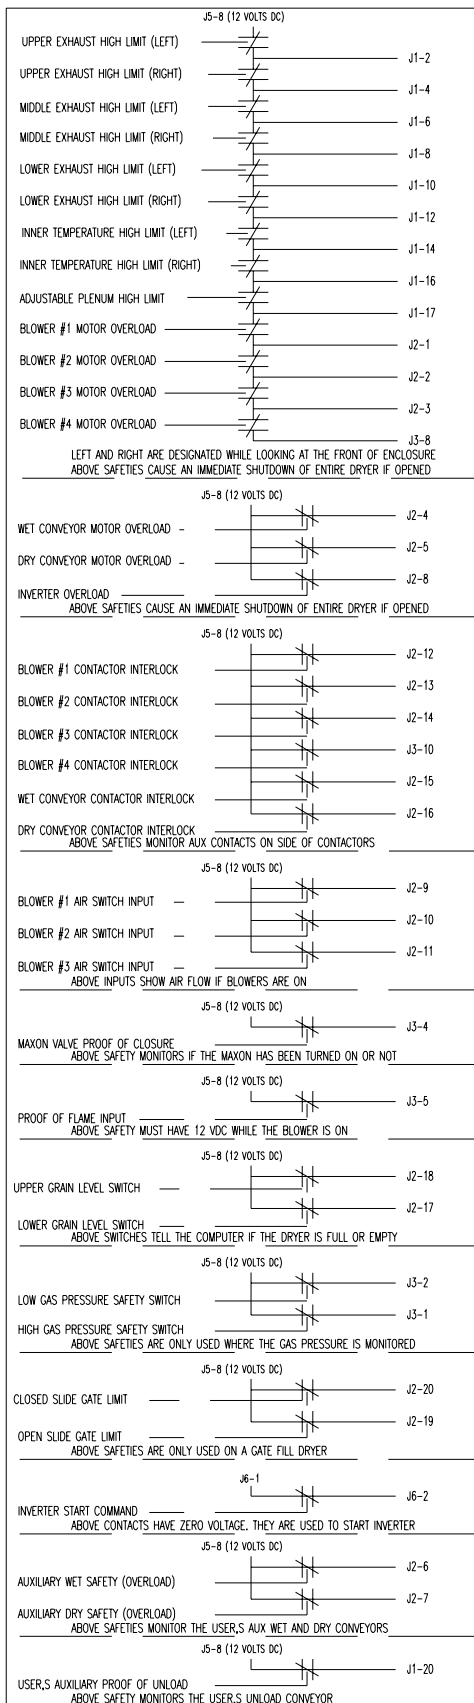 J5-8 (12 VOLTS DC)
UPPER EXHAUST HIGH LIMIT (LEFT)
J1-2
UPPER EXHAUST HIGH LIMIT (RIGHT)
J1-4
MIDDLE EXHAUST HIGH LIMIT (LEFT)
J1-6
MIDDLE EXHAUST HIGH LIMIT (RIGHT)
J1-8
LOWER EXHAUST HIGH LIMIT (LEFT)
J1-10
LOWER EXHAUST HIGH LIMIT (RIGHT)
J1-12
INNER TEMPERATURE HIGH LIMIT (LEFT)
J1-14
INNER TEMPERATURE HIGH LIMIT (RIGHT)
J1-16
ADJUSTABLE PLENUM HIGH LIMIT
J1-17
BLOWER #1 MOTOR OVERLOAD
J2-1
BLOWER #2 MOTOR OVERLOAD
J2-2
BLOWER #3 MOTOR OVERLOAD
J2-3
BLOWER #4 MOTOR OVERLOAD
J3-8
LEFT AND RIGHT ARE DESIGNATED WHILE LOOKING AT THE FRONT OF ENCLOSURE
ABOVE SAFETIES CAUSE AN IMMEDIATE SHUTDOWN OF ENTIRE DRYER IF OPENED
J5-8 (12 VOLTS DC)
J2-4
WET CONVEYOR MOTOR OVERLOAD
J2-5
DRY CONVEYOR MOTOR OVERLOAD
J2-8
INVERTER OVERLOAD
ABOVE SAFETIES CAUSE AN IMMEDIATE SHUTDOWN OF ENTIRE DRYER IF OPENED
J5-8 (12 VOLTS DC)
J2-12
BLOWER #1 CONTACTOR INTERLOCK
J2-13
BLOWER #2 CONTACTOR INTERLOCK
J2-14
BLOWER #3 CONTACTOR INTERLOCK
J3-10
BLOWER #4 CONTACTOR INTERLOCK
J2-15
WET CONVEYOR CONTACTOR INTERLOCK
J2-16
DRY CONVEYOR CONTACTOR INTERLOCK
ABOVE SAFETIES MONITOR AUX CONTACTS ON SIDE OF CONTACTORS
J5-8 (12 VOLTS DC)
J2-9
BLOWER #1 AIR SWITCH INPUT
J2-10
BLOWER #2 AIR SWITCH INPUT
J2-11
BLOWER #3 AIR SWITCH INPUT
ABOVE INPUTS SHOW AIR FLOW IF BLOWERS ARE ON
J5-8 (12 VOLTS DC)
J3-4
MAXON VALVE PROOF OF CLOSURE
ABOVE SAFETY MONITORS IF THE MAXON HAS BEEN TURNED ON OR NOT
J5-8 (12 VOLTS DC)
J3-5
PROOF OF FLAME INPUT
ABOVE SAFETY MUST HAVE 12 VDC WHILE THE BLOWER IS ON
J5-8 (12 VOLTS DC)
J2-18
UPPER GRAIN LEVEL SWITCH
J2-17
LOWER GRAIN LEVEL SWITCH
ABOVE SWITCHES TELL THE COMPUTER IF THE DRYER IS FULL OR EMPTY
J5-8 (12 VOLTS DC)
J3-2
LOW GAS PRESSURE SAFETY SWITCH
J3-1
HIGH GAS PRESSURE SAFETY SWITCH
ABOVE SAFETIES ARE ONLY USED WHERE THE GAS PRESSURE IS MONITORED
J5-8 (12 VOLTS DC)
J2-20
CLOSED SLIDE GATE LIMIT
J2-19
OPEN SLIDE GATE LIMIT
ABOVE SAFETIES ARE ONLY USED ON A GATE FILL DRYER
J6-1
J6-2
INVERTER START COMMAND
ABOVE CONTACTS HAVE ZERO VOLTAGE. THEY ARE USED TO START INVERTER
J5-8 (12 VOLTS DC)
J2-6
AUXILIARY WET SAFETY (OVERLOAD)
J2-7
AUXILIARY DRY SAFETY (OVERLOAD)
ABOVE SAFETIES MONITOR THE USER,S AUX WET AND DRY CONVEYORS
J5-8 (12 VOLTS DC)
J1-20
USER,S AUXILIARY PROOF OF UNLOAD
ABOVE SAFETY MONITORS THE USER,S UNLOAD CONVEYOR